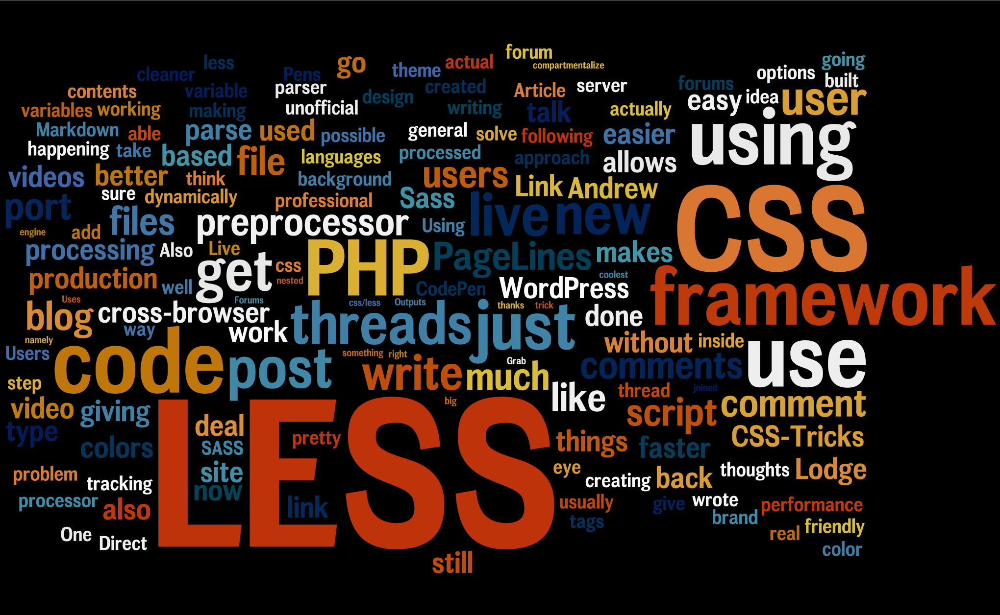 forum
less
go
theme
actual
compartmentalize
going
cleaner
Pens
options
built
contents
variable
parser
design
created
Article
server
forums
easy
idea
user
variables
working
making
unofficial
writing
talk
actually
using
Markdown
able
parse
used
possible
general
solve
following
easier
happening
take
based
file
languages
processed
approach
allows
videos
better
think
background
users
Link
Andrew
sure
dynamically
professional
Sass
live
new
CSS
port
files
preprocessor
Using
engine
add
processing
Also
Live
get
css
nested
PHP
PageLines
makes
coolest
production
well
CodePen
WordPress
framework
Uses
Forums
css/less
Outputs
thanks
trick
blog
cross-browser
way
work
threads
just
done
namely
without
inside
use
Users
code
post
something
right
write
Grab
much
comments
step
like
thread
joined
video
giving
LESS
big
script
comment
type
deal
pretty
things
CSS-Tricks
colors
SASS
faster
problem
tracking
site
eye
creating
back
thoughts
Lodge
now
processor
also
link
usually
give
wrote
performance
brand
tags
One
Direct
real
friendly
color
still